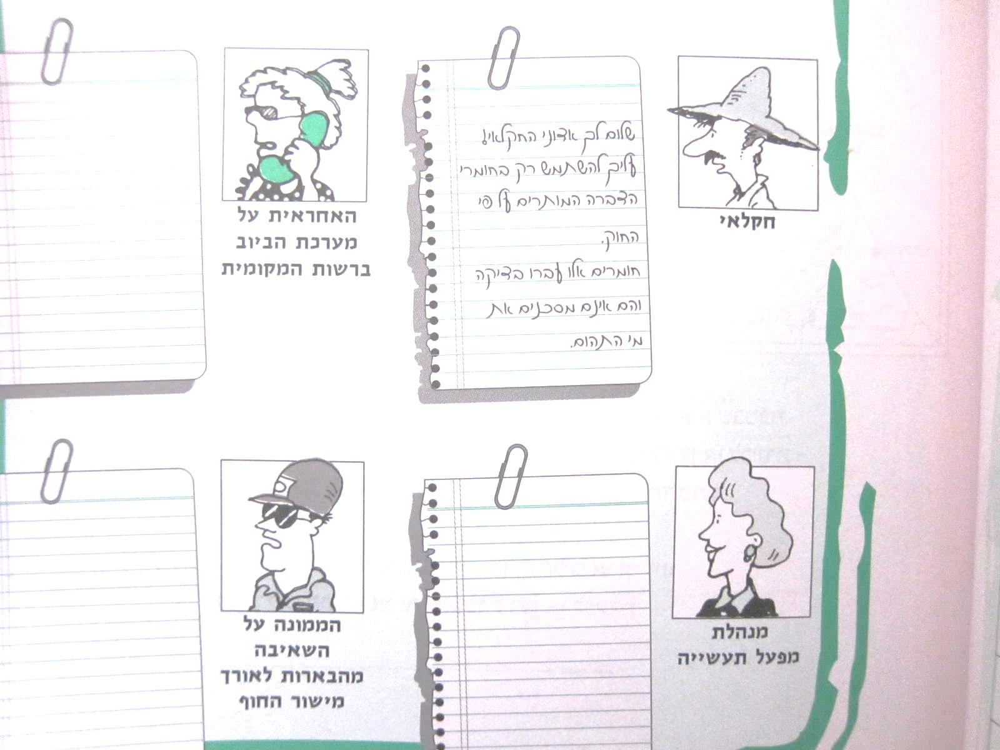 חקלאי
שלום לך אדוני החקלאי!
עליך להשתמש רק בחומרי
הדברה המותרים על פי
החוק.
חומרים אלו עברו בדיקה
והם אינם מסכנים את
מי התהום.
האחראית על
מערכת הביוב
ברשות המקומית
מנהלת
מפעל תעשייה
הממונה על
השאיבה
מהבארות לאורך
מישור החוף